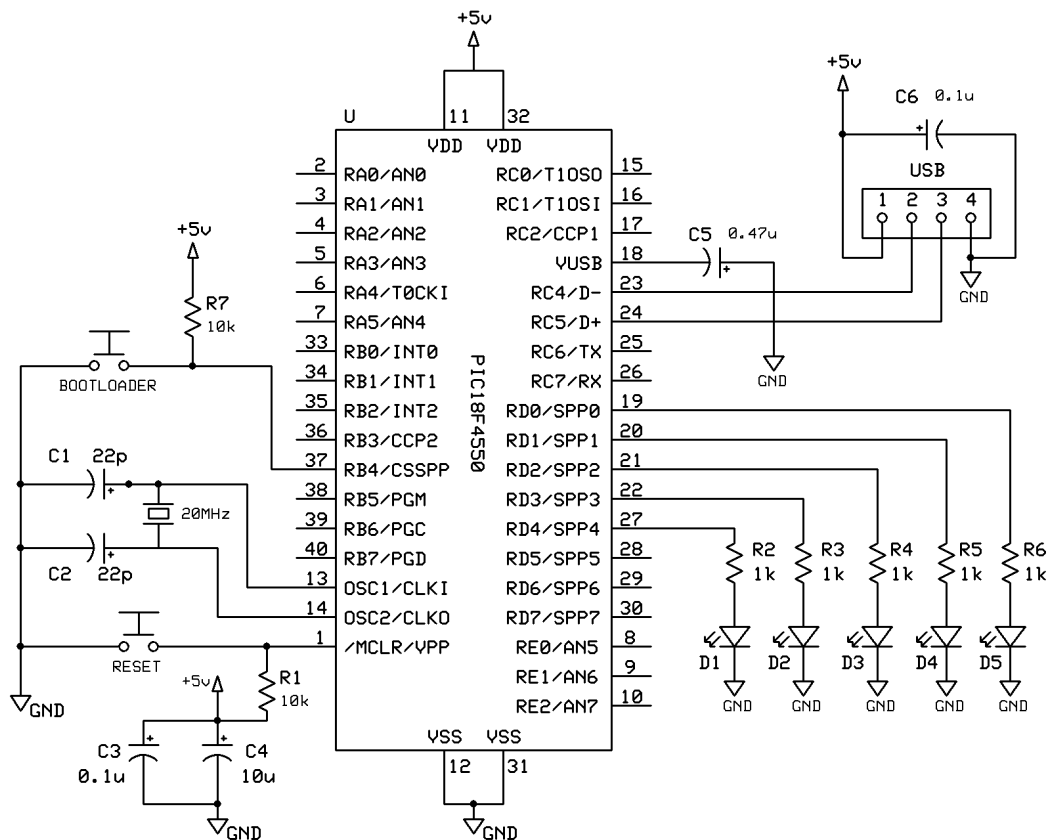 +5v
U
11
32
VDD
VDD
2
RA0/AN0
3
RA1/AN1
4
RA2/AN2
5
RA3/AN3
6
RA4/T0CKI
7
RA5/AN4
33
RB0/INT0
34
RB1/INT1
35
RB2/INT2
36
RB3/CCP2
37
RB4/CSSPP
38
RB5/PGM
39
RB6/PGC
40
RB7/PGD
13
OSC1/CLKI
14
OSC2/CLKO
1
/MCLR/VPP
PIC18F4550
RC0/T1OSO
15
RC1/T1OSI
16
RC2/CCP1
17
VUSB
18
RC4/D-
23
RC5/D+
24
RC6/TX
25
RC7/RX
26
RD0/SPP0
19
RD1/SPP1
20
RD2/SPP2
21
RD3/SPP3
22
RD4/SPP4
27
RD5/SPP5
28
RD6/SPP6
29
RD7/SPP7
30
RE0/AN5
8
RE1/AN6
9
RE2/AN7
10
VSS
VSS
12
31
GND
+5v
R7
10k
BOOTLOADER
C1
22p
20MHz
C2
22p
RESET
GND
+5v
R1
10k
C3
0.1u
C4
10u
GND
+5v
C6
0.1u
USB
1
2
3
4
GND
C5
0.47u
GND
R2
1k
R3
1k
R4
1k
R5
1k
R6
1k
D1
D2
D3
D4
D5
GND
GND
GND
GND
GND